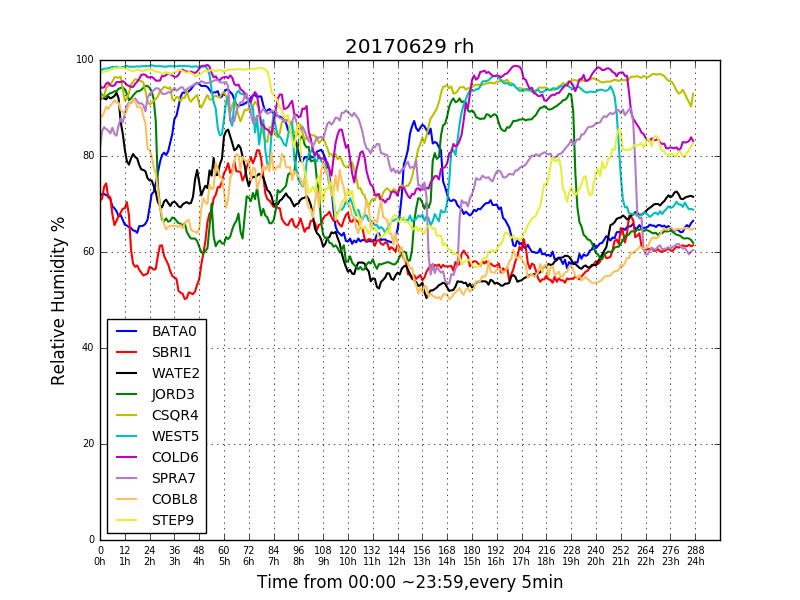 20170629 rh
100
80
60
40
20
0
Relative Humidity %
BATA0
SBRI1
WATE2
JORD3
CSQR4
WEST5
COLD6
SPRA7
COBL8
STEP9
0 12 24 36 48 60 72 84 96 108 120 132 144 156 168 180 192 204 216 228 240 252 264 276 288
0h 1h 2h 3h 4h 5h 6h 7h 8h 9h 10h 11h 12h 13h 14h 15h 16h 17h 18h 19h 20h 21h 22h 23h 24h
Time from 00:00 ~23:59,every 5min